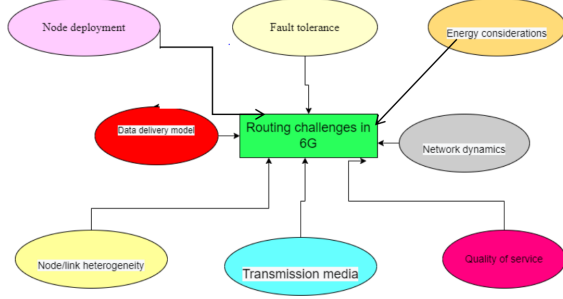 Node deployment
Fault tolerance
Energy considerations
Data delivery model
Routing challenges in
6G
Network dynamics
Node/link heterogeneity
Transmission media
Quality of service